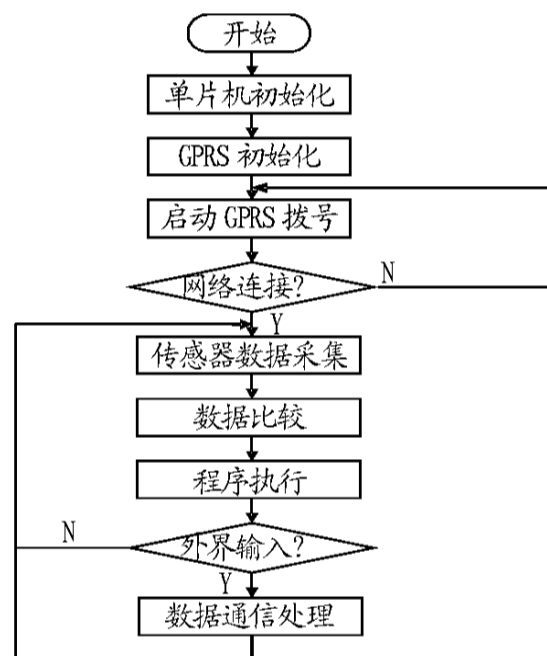 开始
单片机初始化
GPRS 初始化
启动 GPRS 拨号
网络连接?
N
Y
传感器数据采集
数据比较
程序执行
外界输入?
N
Y
数据通信处理